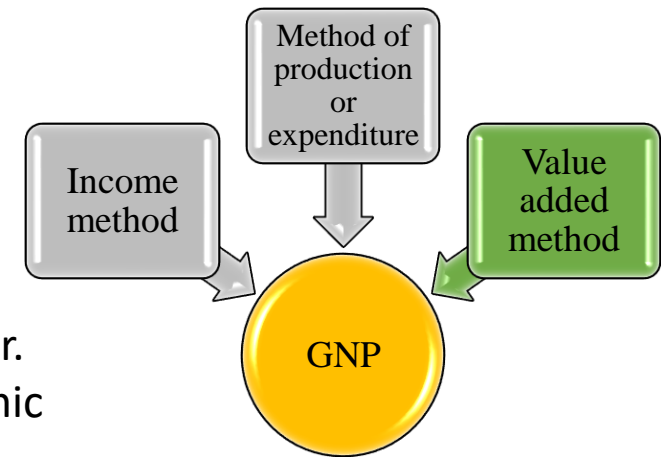 Method of
production
or
expenditure
Income
method
Value
added
method
GNP
r.
nic